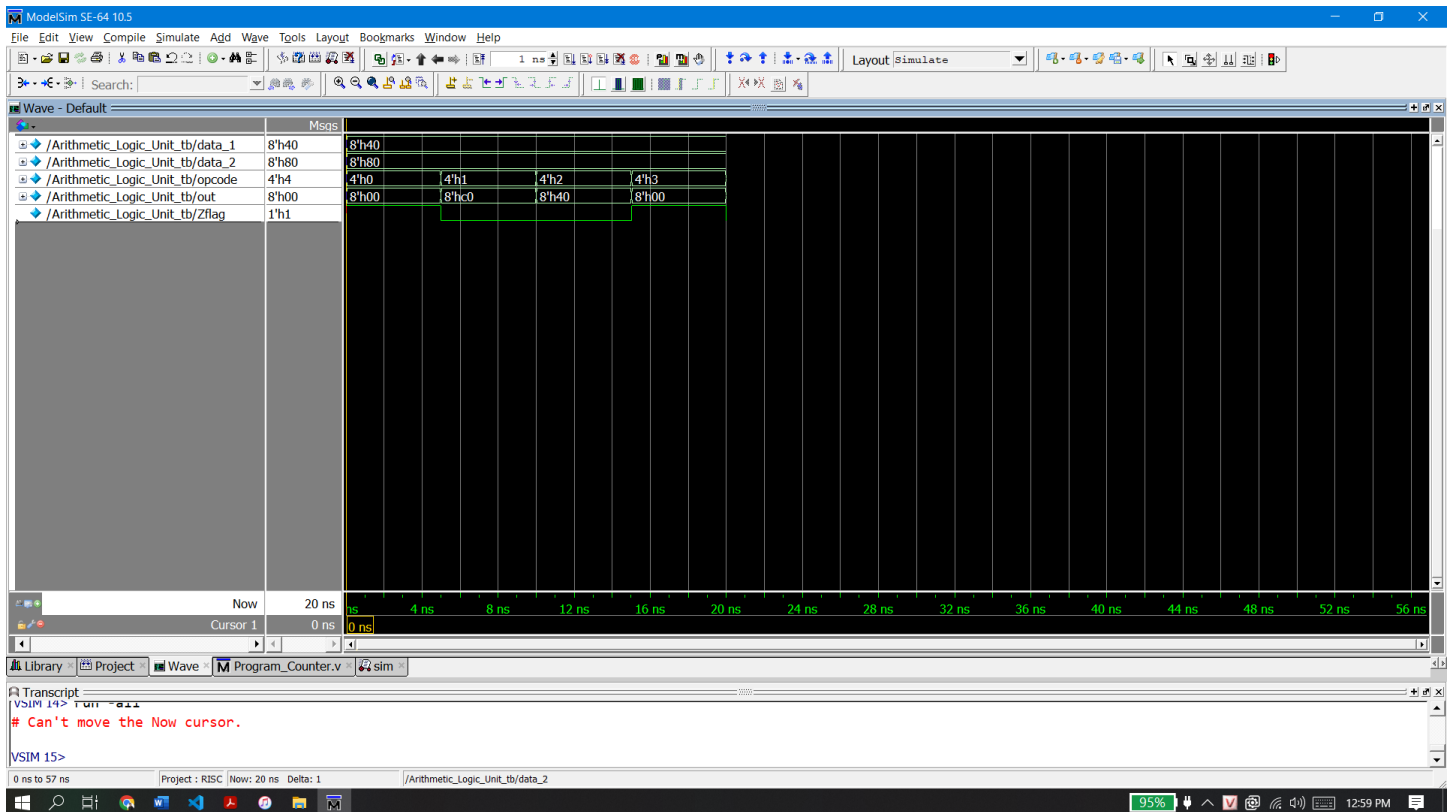 ModelSim SE-64 10.5
File Edit View Compile Simulate Add Wave Tools Layout Bookmarks Window Help
1 ns
Layout Simulate
Search:
Wave - Default
Msgs
/Arithmetic_Logic_Unit_tb/data_1 8'h40 8'h40
/Arithmetic_Logic_Unit_tb/data_2 8'h80 8'h80
/Arithmetic_Logic_Unit_tb/opcode 4'h4 4'h0 4'h1 4'h2 4'h3
/Arithmetic_Logic_Unit_tb/out 8'h00 8'h00 8'hc0 8'h40 8'h00
/Arithmetic_Logic_Unit_tb/Zflag 1'h1
Now 20 ns ns 4 ns 8 ns 12 ns 16 ns 20 ns 24 ns 28 ns 32 ns 36 ns 40 ns 44 ns 48 ns 52 ns 56 ns
Cursor 1 0 ns 0 ns
Library Project Wave Program_Counter.v sim
Transcript
VSIM 14> run -all
# Can't move the Now cursor.
VSIM 15>
0 ns to 57 ns Project : RISC Now: 20 ns Delta: 1 /Arithmetic_Logic_Unit_tb/data_2
95% 12:59 PM